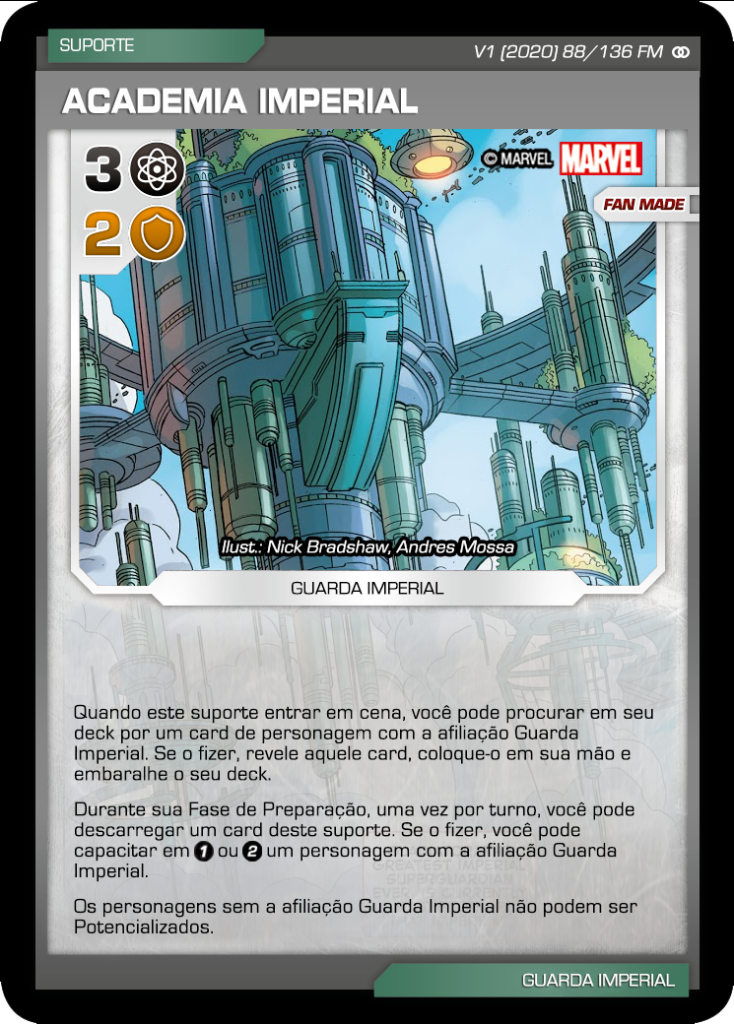 SUPORTE
V1 (2020) 88/136 FM
ACADEMIA IMPERIAL
3
© MARVEL MARVEL
FAN MADE
2
Ilust.: Nick Bradshaw, Andres Mossa
GUARDA IMPERIAL
Quando este suporte entrar em cena, você pode procurar em seu
deck por um card de personagem com a afiliação Guarda
Imperial. Se o fizer, revele aquele card, coloque-o em sua mão e
embaralhe o seu deck.
Durante sua Fase de Preparação, uma vez por turno, você pode
descarregar um card deste suporte. Se o fizer, você pode
capacitar em 1 ou 2 um personagem com a afiliação Guarda
Imperial.
GREATEST IMPERIAL
SUPERGUARDIAN
Os personagens sem a afiliação Guarda Imperial não podem ser
Potencializados.
GUARDA IMPERIAL